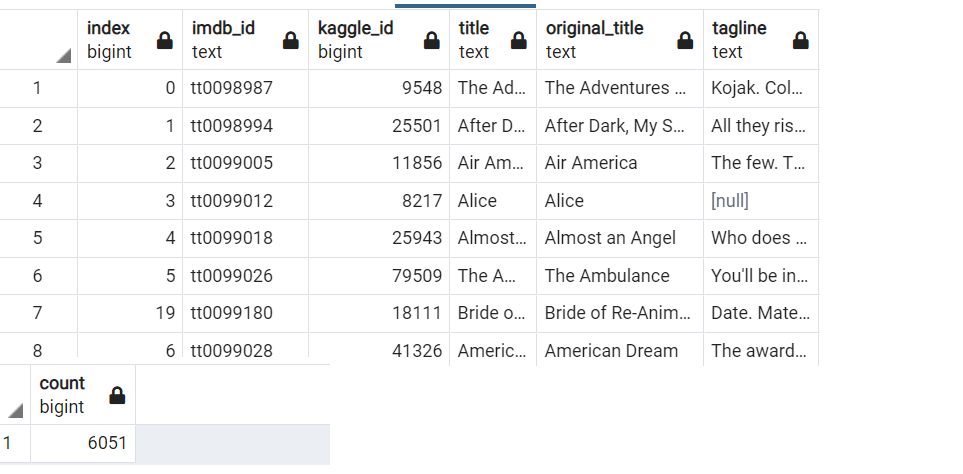 index imdb_id kaggle_id title original_title tagline
bigint text bigint text text text
1 0 tt0098987 9548 The Ad... The Adventures ... Kojak. Col...
2 1 tt0098994 25501 After D... After Dark, My S... All they ris...
3 2 tt0099005 11856 Air Am... Air America The few. T...
4 3 tt0099012 8217 Alice Alice [null]
5 4 tt0099018 25943 Almost... Almost an Angel Who does ...
6 5 tt0099026 79509 The A... The Ambulance You'll be in...
7 19 tt0099180 18111 Bride o... Bride of Re-Anim... Date. Mate...
8 6 tt0099028 41326 Americ... American Dream The award...
count
bigint
1 6051